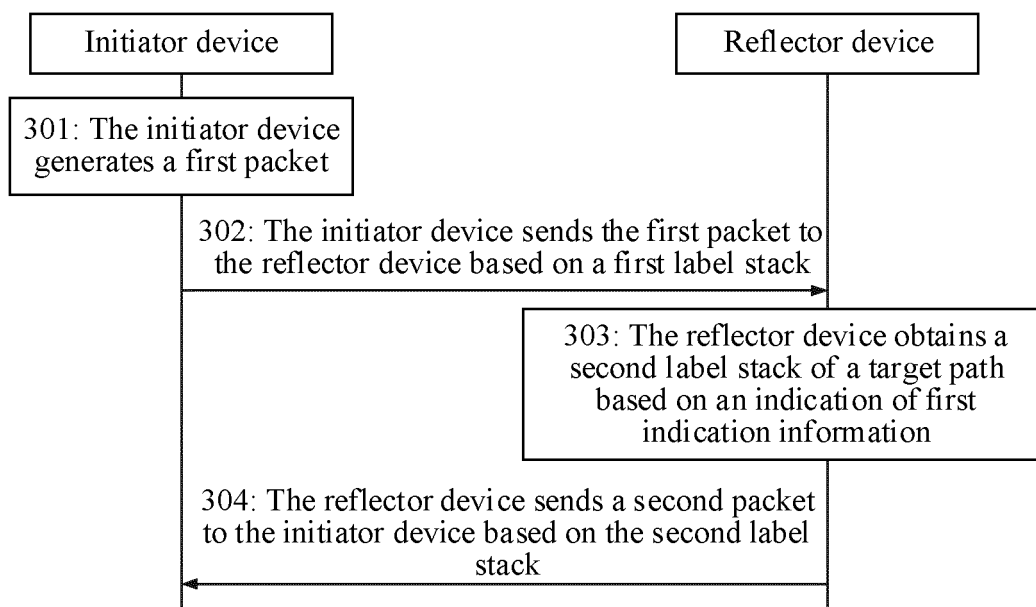 Initiator device
Reflector device
301: The initiator device
generates a first packet
302: The initiator device sends the first packet to
the reflector device based on a first label stack
303: The reflector device obtains a
second label stack of a target path
based on an indication of first
indication information
304: The reflector device sends a second packet
to the initiator device based on the second label
stack